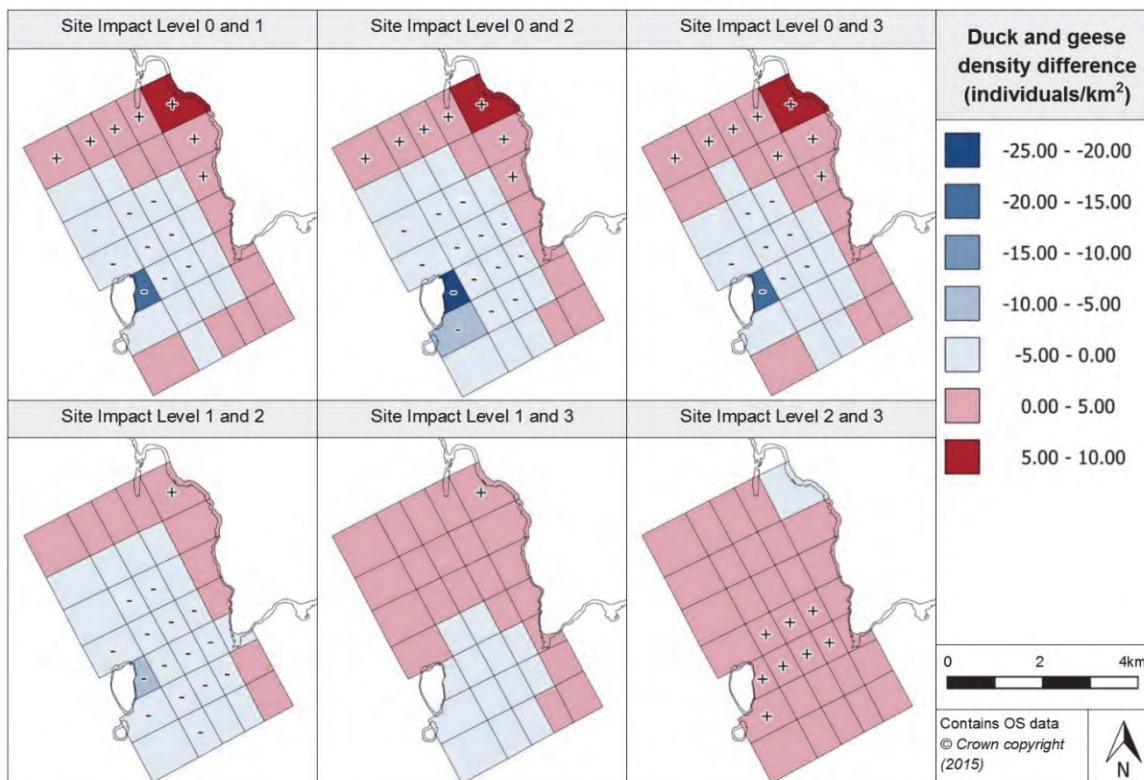 Site Impact Level 0 and 1
Site Impact Level 0 and 2
Site Impact Level 0 and 3
Site Impact Level 1 and 2
Site Impact Level 1 and 3
Site Impact Level 2 and 3
Duck and geese
density difference
(individuals/km²)
-25.00 - -20.00
-20.00 - -15.00
-15.00 - -10.00
-10.00 - -5.00
-5.00 - 0.00
0.00 - 5.00
5.00 - 10.00
0 2 4km
Contains OS data
© Crown copyright
(2015)
N